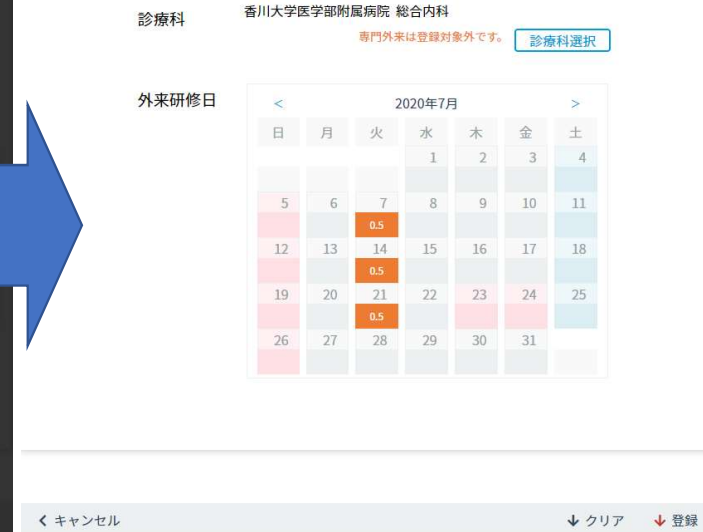 診療科 香川大学医学部附属病院 総合内科
専門外来は登録対象外です。 診療科選択
外来研修日 < 2020年7月 >
日 月 火 水 木 金 土
1 2 3 4
5 6 7 8 9 10 11
0.5
12 13 14 15 16 17 18
0.5
19 20 21 22 23 24 25
0.5
26 27 28 29 30 31
< キャンセル ↓ クリア ↓ 登録